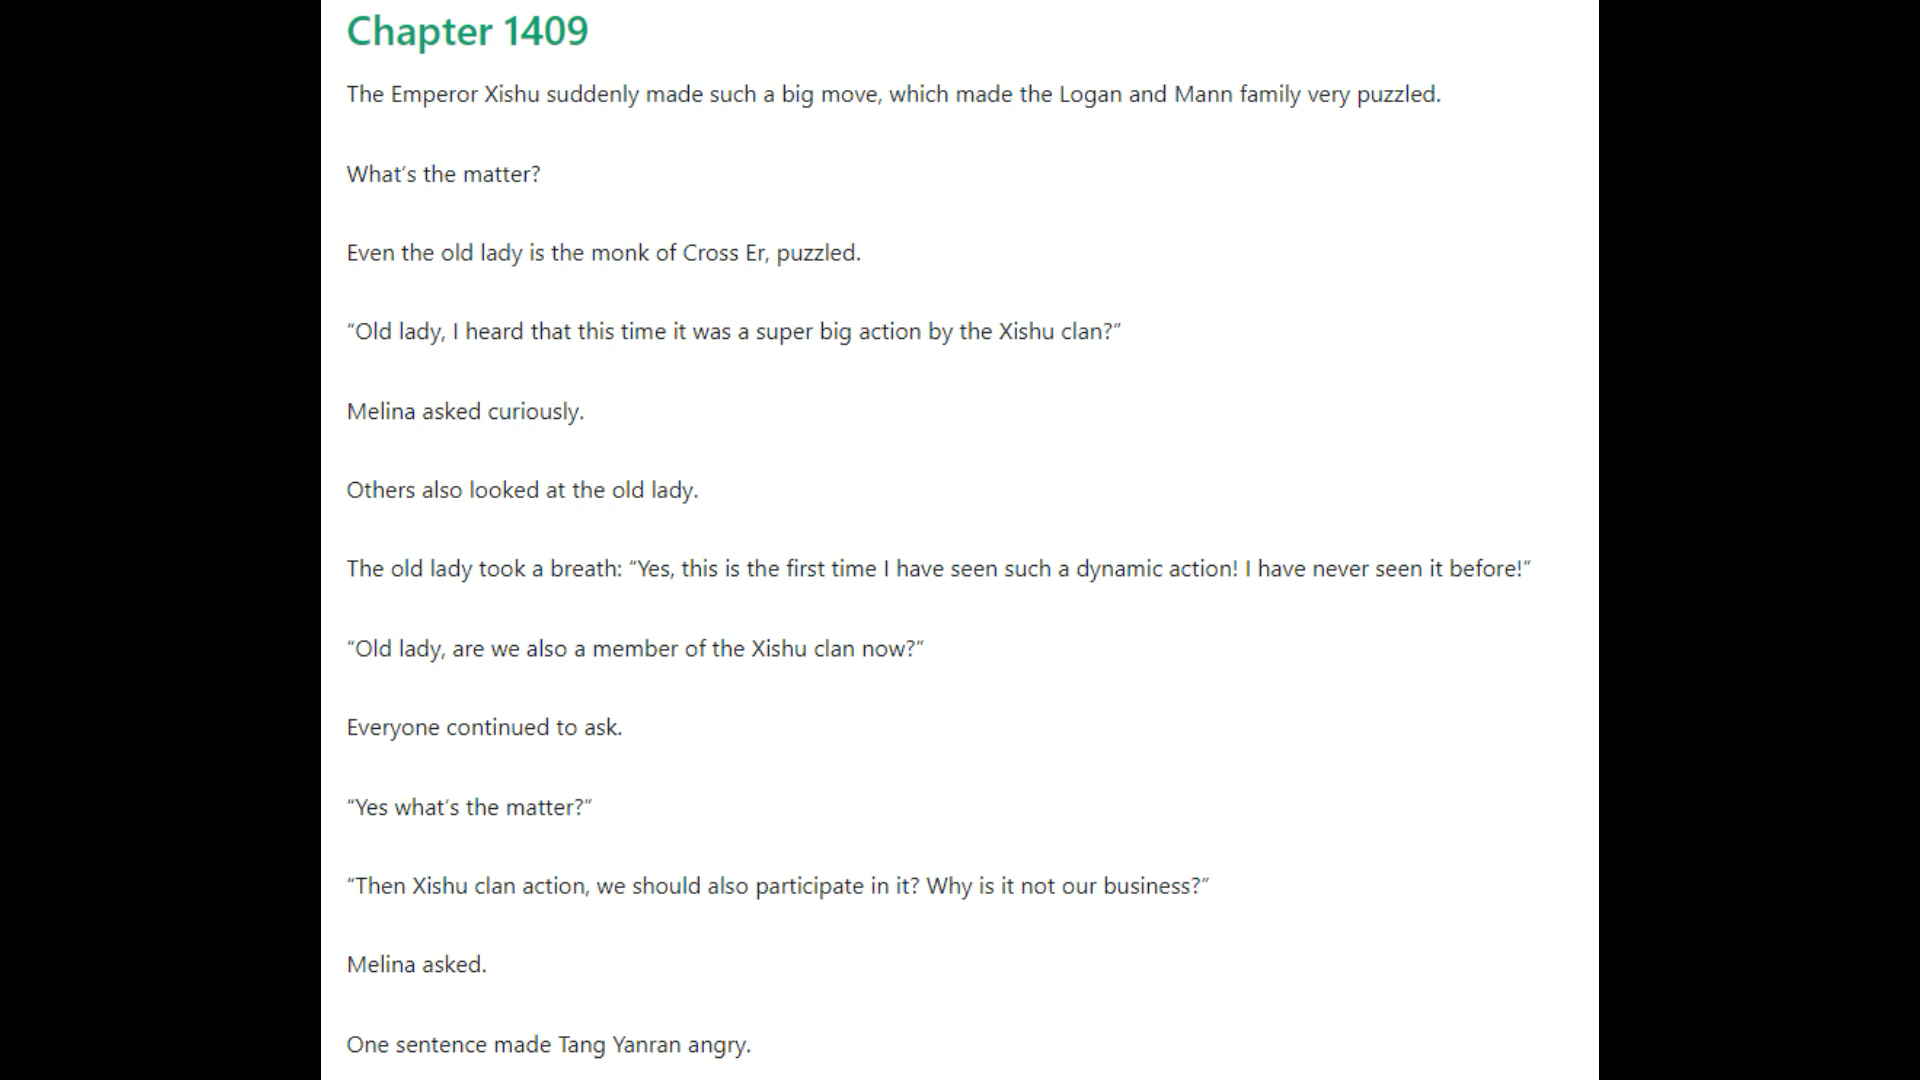 Chapter 1409
The Emperor Xishu suddenly made such a big move, which made the Logan and Mann family very puzzled.
What’s the matter?
Even the old lady is the monk of Cross Er, puzzled.
“Old lady, I heard that this time it was a super big action by the Xishu clan?”
Melina asked curiously.
Others also looked at the old lady.
The old lady took a breath: “Yes, this is the first time I have seen such a dynamic action! I have never seen it before!”
“Old lady, are we also a member of the Xishu clan now?”
Everyone continued to ask.
“Yes what’s the matter?”
“Then Xishu clan action, we should also participate in it? Why is it not our business?”
Melina asked.
One sentence made Tang Yanran angry.